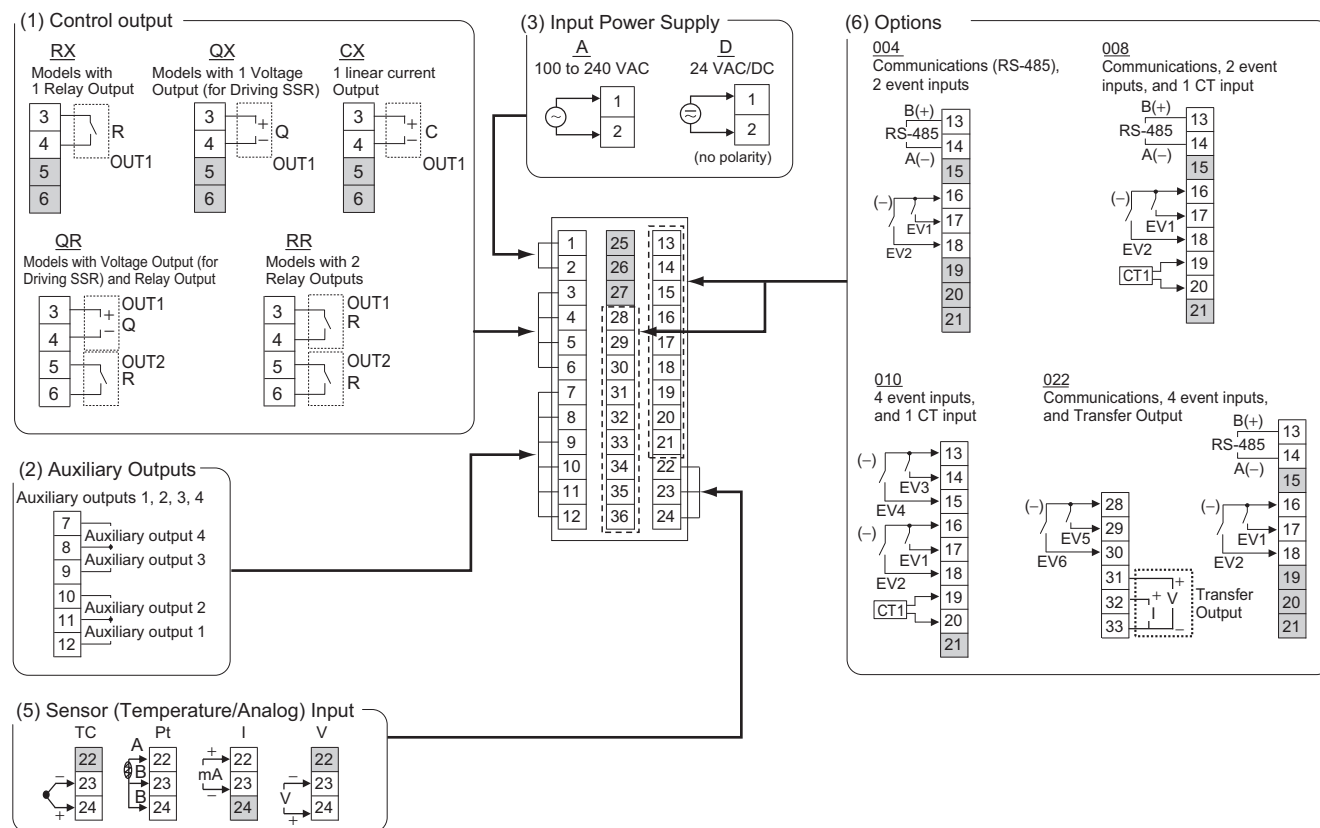 (1) Control output
RX
Models with
1 Relay Output
3
4
5
6
R
OUT1
QX
Models with 1 Voltage
Output (for Driving SSR)
3
4
5
6
+
−
Q
OUT1
CX
1 linear current
Output
3
4
5
6
+
−
C
OUT1
QR
Models with Voltage Output (for
Driving SSR) and Relay Output
3
4
5
6
OUT1
+
−
Q
OUT2
R
RR
Models with 2
Relay Outputs
3
4
5
6
OUT1
R
OUT2
R
(2) Auxiliary Outputs
Auxiliary outputs 1, 2, 3, 4
7
8
9
10
11
12
Auxiliary output 4
Auxiliary output 3
Auxiliary output 2
Auxiliary output 1
(3) Input Power Supply
A
100 to 240 VAC
1
2
D
24 VAC/DC
1
2
(no polarity)
1
2
3
4
5
6
7
8
9
10
11
12
25
26
27
28
29
30
31
32
33
34
35
36
13
14
15
16
17
18
19
20
21
22
23
24
(5) Sensor (Temperature/Analog) Input
TC
22
23
24
−
+
Pt
A
B
B
22
23
24
I
+
mA
−
22
23
24
V
−
V
+
22
23
24
(6) Options
004
Communications (RS-485),
2 event inputs
B(+)
RS-485
A(−)
(−)
EV1
EV2
13
14
15
16
17
18
19
20
21
008
Communications, 2 event
inputs, and 1 CT input
B(+)
RS-485
A(−)
(−)
EV1
EV2
CT1
13
14
15
16
17
18
19
20
21
010
4 event inputs,
and 1 CT input
(−)
EV3
EV4
(−)
EV1
EV2
CT1
13
14
15
16
17
18
19
20
21
022
Communications, 4 event inputs,
and Transfer Output
(−)
EV5
EV6
28
29
30
31
32
33
+
+ V
I
−
Transfer
Output
B(+)
RS-485
A(−)
(−)
EV1
EV2
13
14
15
16
17
18
19
20
21